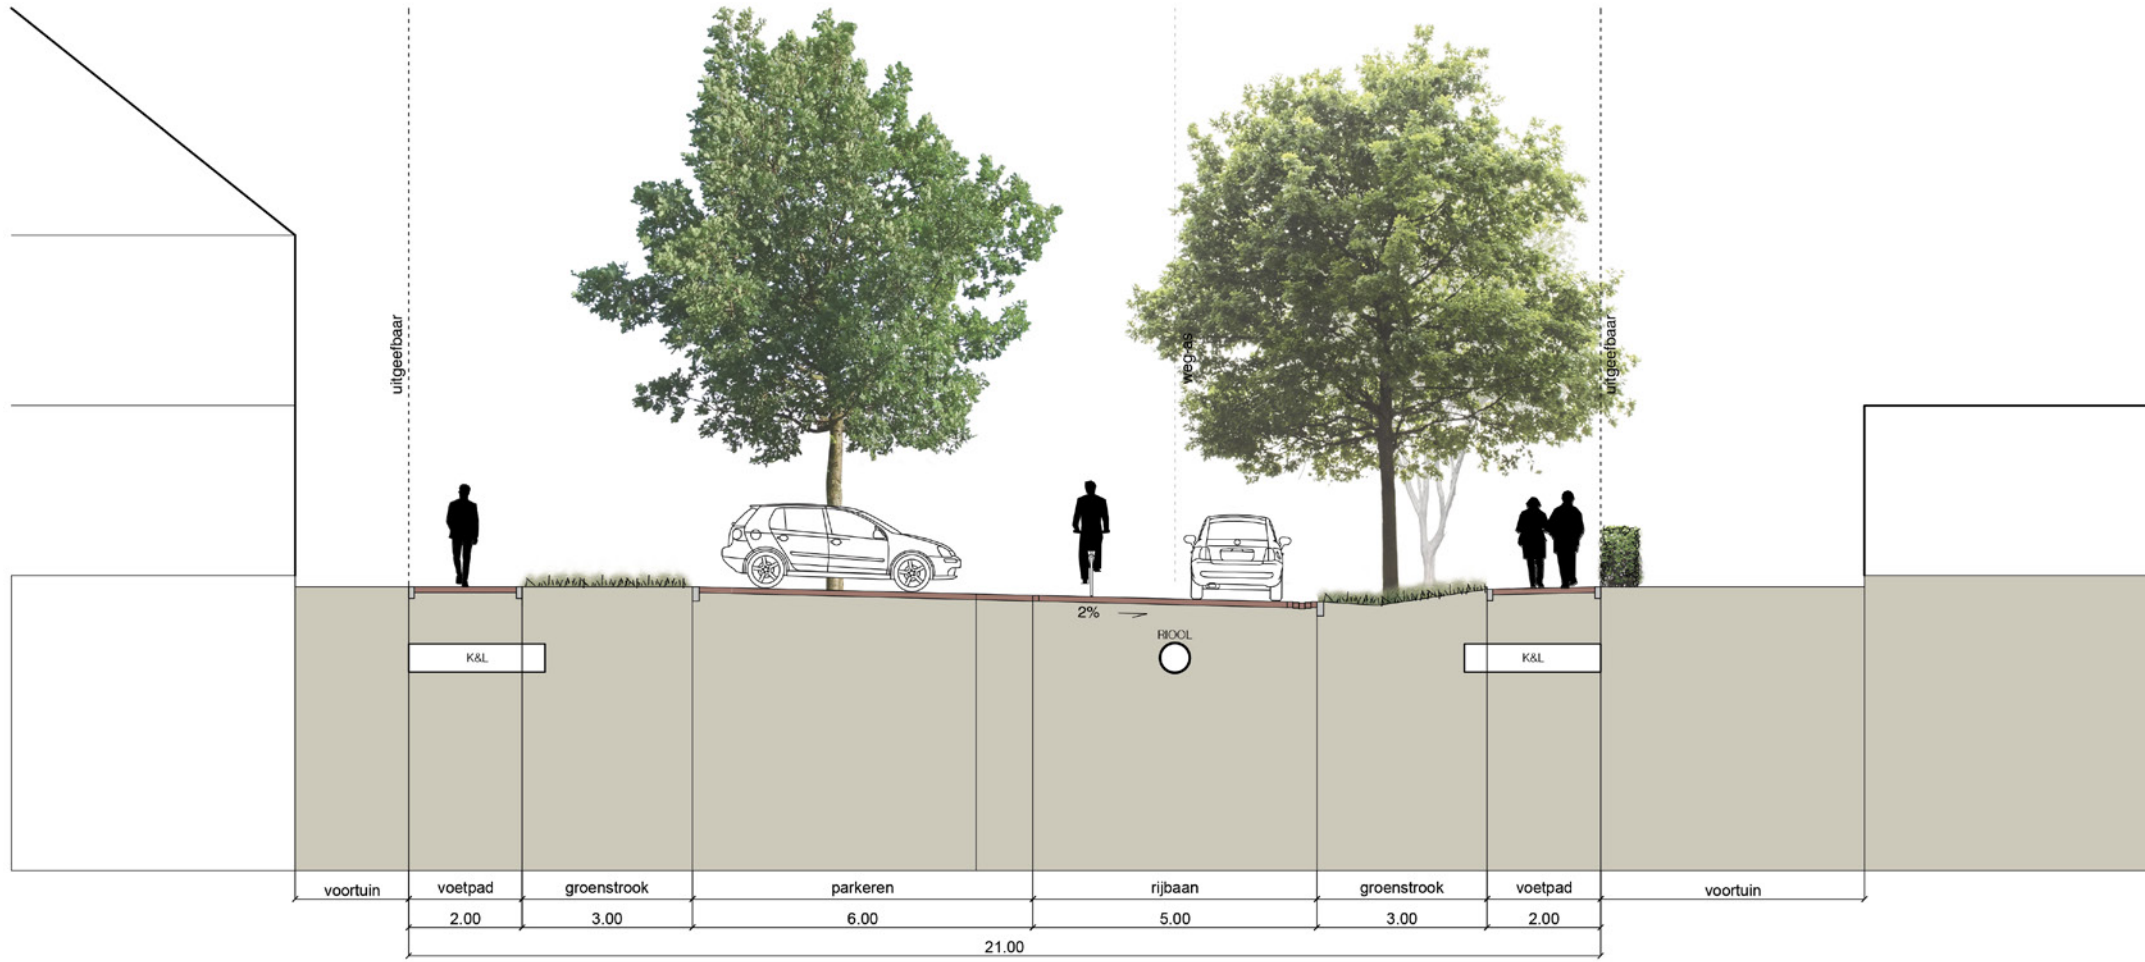 uitgeefbaar
weg-as
uitgeefbaar
2%
RIOOL
K&L
K&L
voortuin
voetpad
groenstrook
parkeren
rijbaan
groenstrook
voetpad
voortuin
2.00
3.00
6.00
5.00
3.00
2.00
21.00